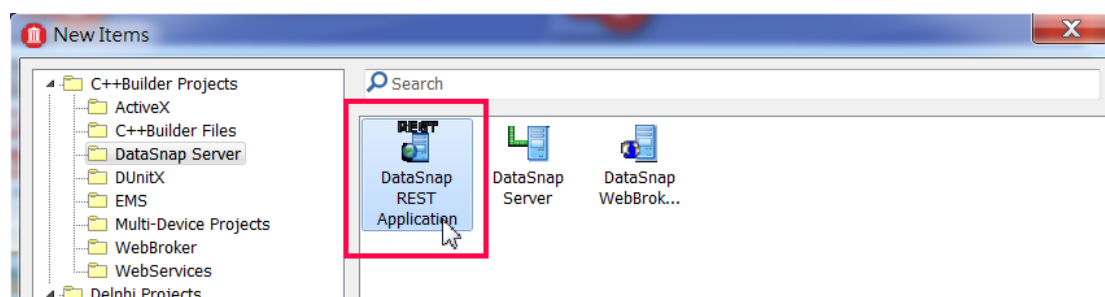 New Items
X
C++Builder Projects
ActiveX
C++Builder Files
DataSnap Server
DUnitX
EMS
Multi-Device Projects
WebBroker
WebServices
Delphi Projects
Search
REST
DataSnap
REST
Application
DataSnap
Server
DataSnap
WebBrok...